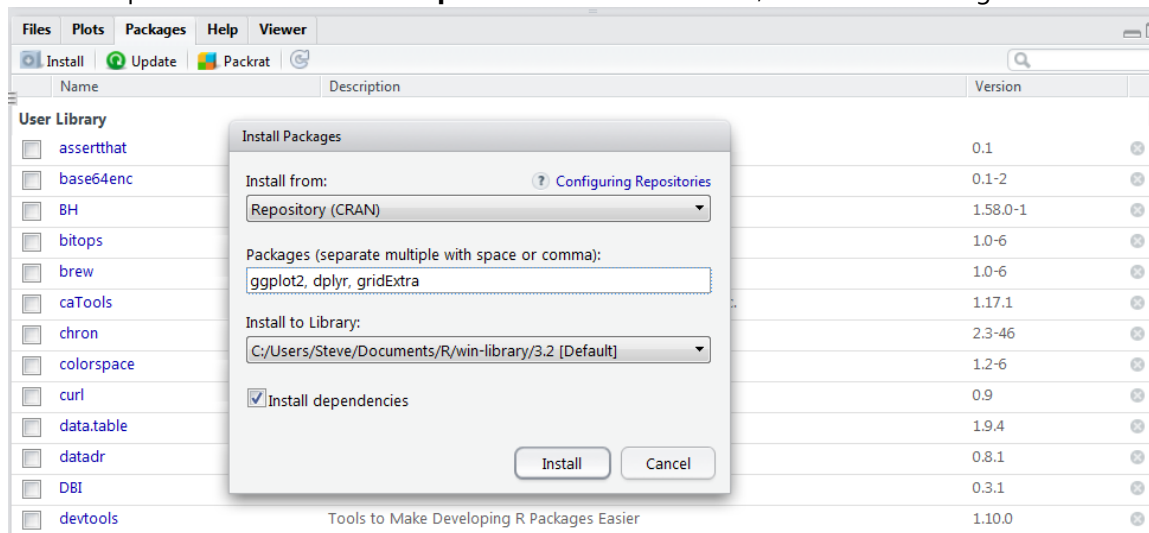 Files Plots Packages Help Viewer
Install Update Packrat
Name Description Version
User Library
assertthat 0.1
base64enc 0.1-2
BH 1.58.0-1
bitops 1.0-6
brew 1.0-6
caTools 1.17.1
chron 2.3-46
colorspace 1.2-6
curl 0.9
data.table 1.9.4
datadr 0.8.1
DBI 0.3.1
devtools Tools to Make Developing R Packages Easier 1.10.0
Install Packages
Install from: ? Configuring Repositories
Repository (CRAN)
Packages (separate multiple with space or comma):
ggplot2, dplyr, gridExtra
Install to Library:
C:/Users/Steve/Documents/R/win-library/3.2 [Default]
Install dependencies
Install Cancel